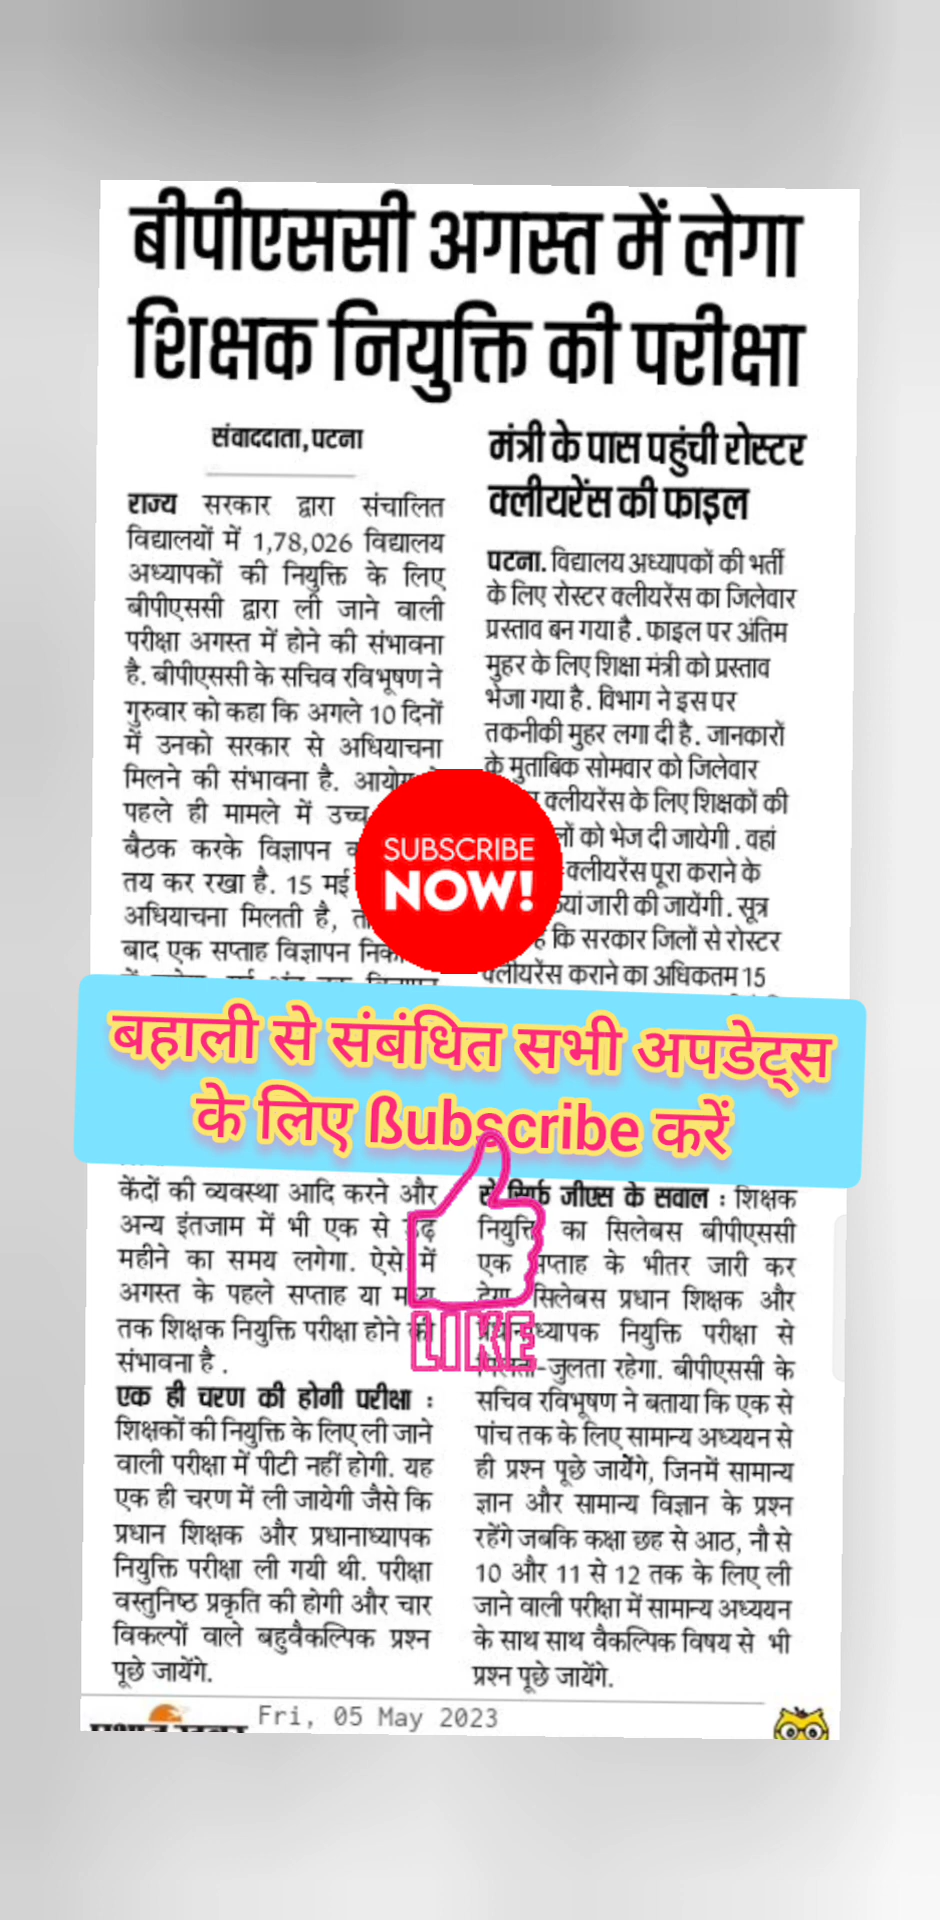 बीपीएससी अगस्त में लेगा
शिक्षक नियुक्ति की परीक्षा
संवाददाता, पटना
राज्य सरकार द्वारा संचालित
विद्यालयों में 1,78,026 विद्यालय
अध्यापकों की नियुक्ति के लिए
बीपीएससी द्वारा ली जाने वाली
परीक्षा अगस्त में होने की संभावना
है. बीपीएससी के सचिव रविभूषण ने
गुरुवार को कहा कि अगले 10 दिनों
में उनको सरकार से अधियाचना
मिलने की संभावना है.
पहले ही मामले में उच्च
बैठक करके विज्ञापन
तय कर रखा है. 15 मई
अधियाचना मिलती है,
बाद एक सप्ताह विज्ञापन
केंदों की व्यवस्था आदि करने और
अन्य इंतजाम में भी एक से डेढ़
महीने का समय लगेगा. ऐसे में
अगस्त के पहले सप्ताह या मध्य
तक शिक्षक नियुक्ति परीक्षा होने की
संभावना है .
एक ही चरण की होगी परीक्षा :
शिक्षकों की नियुक्ति के लिए ली जाने
वाली परीक्षा में पीटी नहीं होगी. यह
एक ही चरण में ली जायेगी जैसे कि
प्रधान शिक्षक और प्रधानाध्यापक
नियुक्ति परीक्षा ली गयी थी. परीक्षा
वस्तुनिष्ठ प्रकृति की होगी और चार
विकल्पों वाले बहुवैकल्पिक प्रश्न
पूछे जायेंगे.
मंत्री के पास पहुंची रोस्टर
क्लीयरेंस की फाइल
पटना. विद्यालय अध्यापकों की भर्ती
के लिए रोस्टर क्लीयरेंस का जिलेवार
प्रस्ताव बन गया है . फाइल पर अंतिम
मुहर के लिए शिक्षा मंत्री को प्रस्ताव
भेजा गया है . विभाग ने इस पर
तकनीकी मुहर लगा दी है . जानकारों
के मुताबिक सोमवार को जिलेवार
क्लीयरेंस के लिए शिक्षकों की
को भेज दी जायेगी . वहां
क्लीयरेंस पूरा कराने के
जारी की जायेंगी . सूत्र
कि सरकार जिलों से रोस्टर
क्लीयरेंस कराने का अधिकतम 15
से सिर्फ जीएस के सवाल : शिक्षक
नियुक्ति का सिलेबस बीपीएससी
एक सप्ताह के भीतर जारी कर
देगा. सिलेबस प्रधान शिक्षक और
प्रधानाध्यापक नियुक्ति परीक्षा से
मिलता-जुलता रहेगा. बीपीएससी के
सचिव रविभूषण ने बताया कि एक से
पांच तक के लिए सामान्य अध्ययन से
ही प्रश्न पूछे जायेंगे, जिनमें सामान्य
ज्ञान और सामान्य विज्ञान के प्रश्न
रहेंगे जबकि कक्षा छह से आठ, नौ से
10 और 11 से 12 तक के लिए ली
जाने वाली परीक्षा में सामान्य अध्ययन
के साथ साथ वैकल्पिक विषय से भी
प्रश्न पूछे जायेंगे.
SUBSCRIBE
NOW!
बहाली से संबंधित सभी अपडेट्स
के लिए ßubscribe करें
LIKE
Fri, 05 May 2023